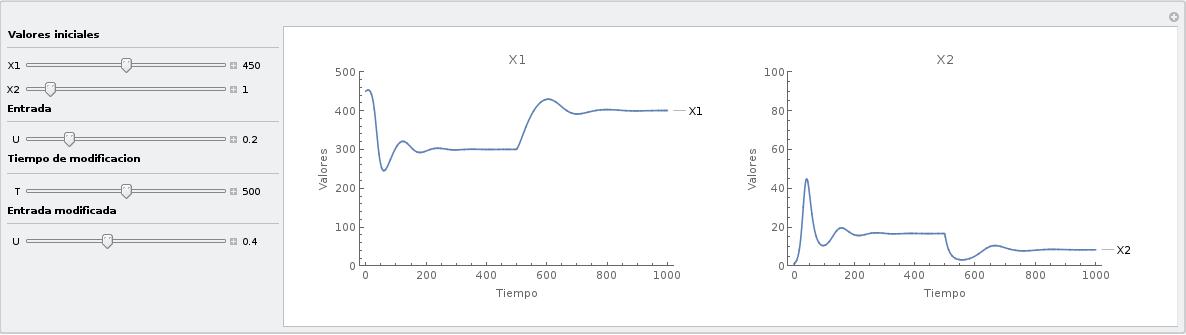 Valores iniciales
X1 450
X2 1
Entrada
U 0.2
Tiempo de modificacion
T 500
Entrada modificada
U 0.4
X1
500
400
300
200
100
0
Valores
0 200 400 600 800 1000
Tiempo
X1
X2
100
80
60
40
20
0
Valores
0 200 400 600 800 1000
Tiempo
X2